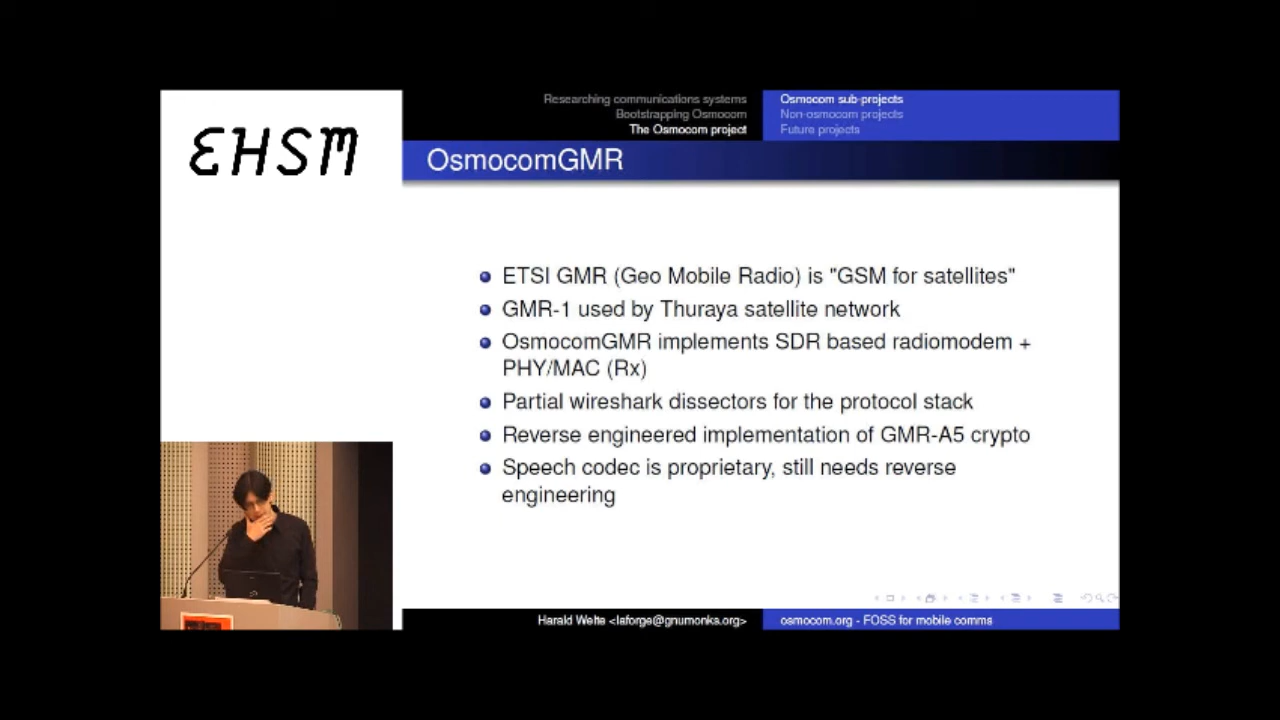 EHSM
Researching communications systems
Bootstrapping Osmocom
The Osmocom project
Osmocom sub-projects
Non-osmocom projects
Future projects
OsmocomGMR
ETSI GMR (Geo Mobile Radio) is "GSM for satellites"
GMR-1 used by Thuraya satellite network
OsmocomGMR implements SDR based radiomodem +
PHY/MAC (Rx)
Partial wireshark dissectors for the protocol stack
Reverse engineered implementation of GMR-A5 crypto
Speech codec is proprietary, still needs reverse
engineering
Harald Welte <laforge@gnumonks.org>
osmocom.org - FOSS for mobile comms